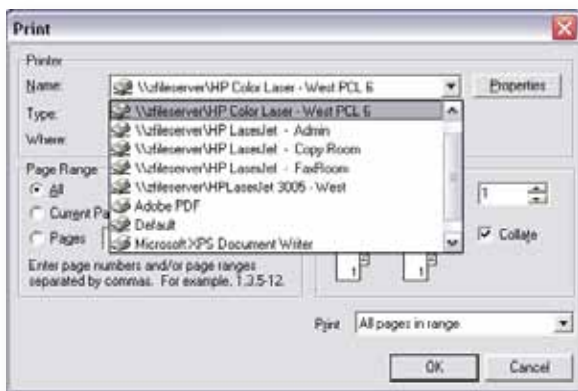 Print
Printer
Name: \\zfileserver\HP Color Laser - West PCL 6 Properties
Type: \\zfileserver\HP Color Laser - West PCL 6
\\zfileserver\HP LaserJet - Admin
Where: \\zfileserver\HP LaserJet - Copy Room
\\zfileserver\HP LaserJet - FaxRoom
Page Range
\\zfileserver\HPLaserJet 3005 - West
All
Adobe PDF
1
Current Pa
Default
Pages
Microsoft XPS Document Writer
Collate
Enter page numbers and/or page ranges
separated by commas. For example, 1,3,5-12
1 1
Print All pages in range
OK Cancel